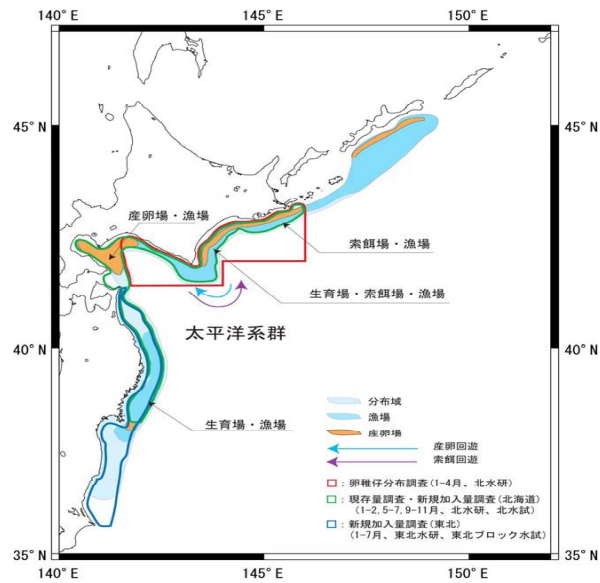 140° E
145° E
150° E
45° N
45° N
産卵場・漁場
索餌場・漁場
生育場・索餌場・漁場
太平洋系群
40° N
40° N
生育場・漁場
分布域
漁場
産卵場
産卵回遊
索餌回遊
：卵稚仔分布調査(1-4月、北水研)
：現存量調査・新規加入量調査(北海道)
(1-2,5-7,9-11月、北水研、北水試)
：新規加入量調査(東北)
(1-7月、東北水研、東北ブロック水試)
35° N
35° N
140° E
145° E
150° E